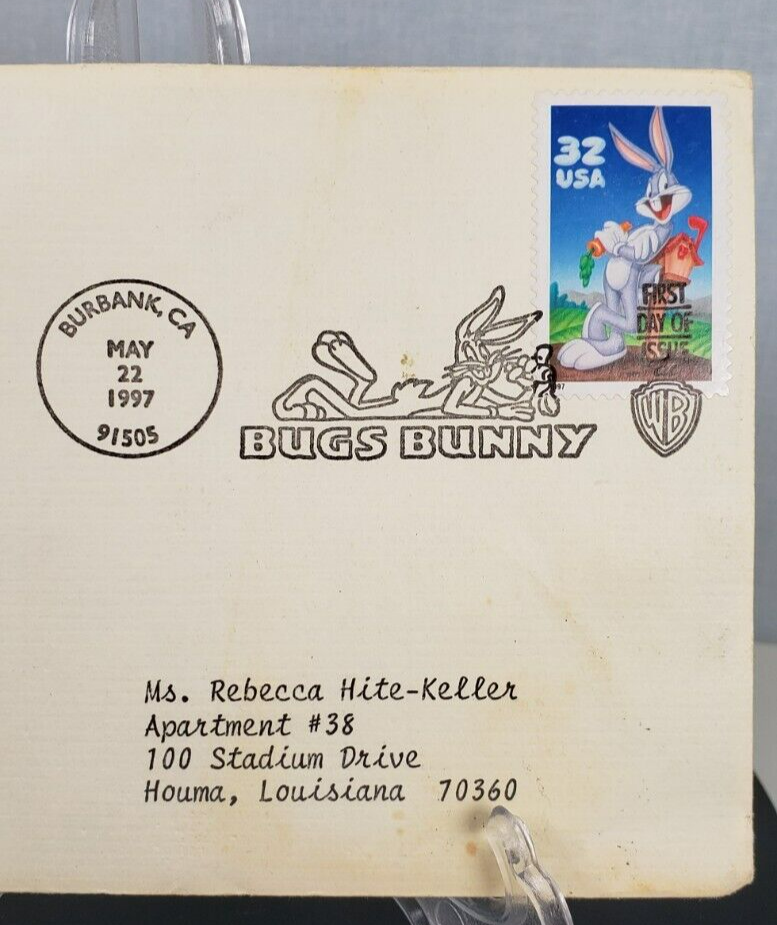 32
USA
BURBANK, CA
MAY
22
1997
91505
FIRST
DAY OF
ISSUE
BUGS BUNNY
WB
Ms. Rebecca Hite-Keller
Apartment #38
100 Stadium Drive
Houma, Louisiana 70360